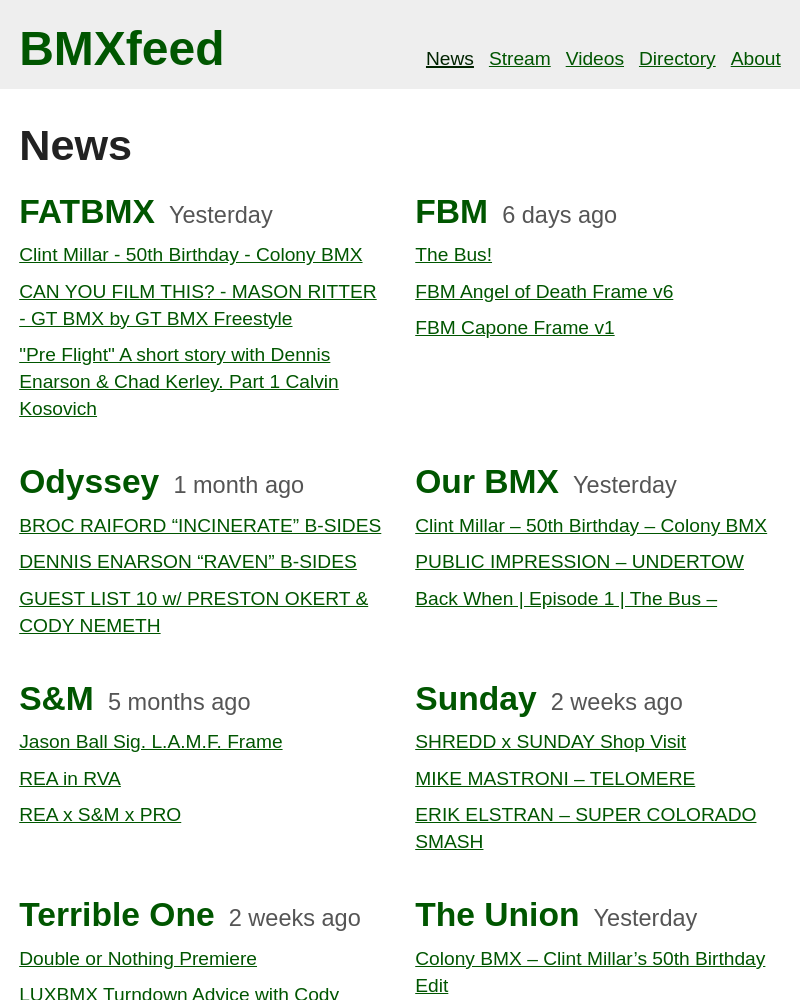 BMXfeed
News Stream Videos Directory About
News
FATBMX Yesterday
Clint Millar - 50th Birthday - Colony BMX
CAN YOU FILM THIS? - MASON RITTER
- GT BMX by GT BMX Freestyle
"Pre Flight" A short story with Dennis
Enarson & Chad Kerley. Part 1 Calvin
Kosovich
FBM 6 days ago
The Bus!
FBM Angel of Death Frame v6
FBM Capone Frame v1
Odyssey 1 month ago
BROC RAIFORD “INCINERATE” B-SIDES
DENNIS ENARSON “RAVEN” B-SIDES
GUEST LIST 10 w/ PRESTON OKERT &
CODY NEMETH
Our BMX Yesterday
Clint Millar – 50th Birthday – Colony BMX
PUBLIC IMPRESSION – UNDERTOW
Back When | Episode 1 | The Bus –
S&M 5 months ago
Jason Ball Sig. L.A.M.F. Frame
REA in RVA
REA x S&M x PRO
Sunday 2 weeks ago
SHREDD x SUNDAY Shop Visit
MIKE MASTRONI – TELOMERE
ERIK ELSTRAN – SUPER COLORADO
SMASH
Terrible One 2 weeks ago
Double or Nothing Premiere
LUXBMX Turndown Advice with Cody
The Union Yesterday
Colony BMX – Clint Millar’s 50th Birthday
Edit